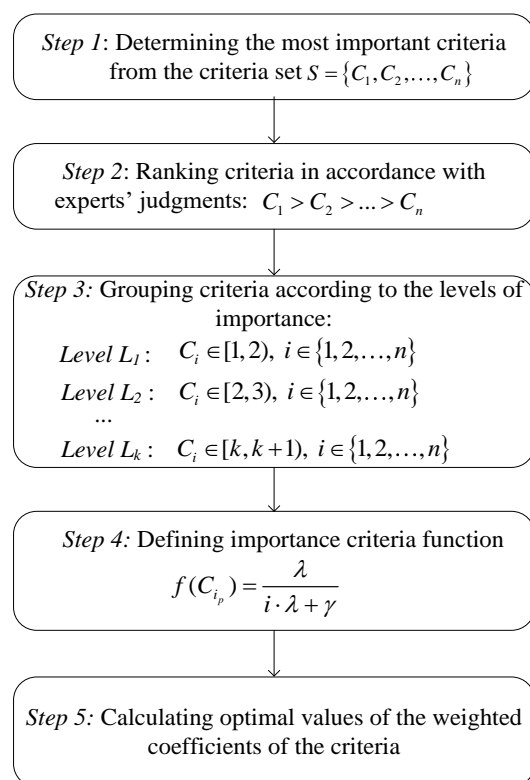 Step 1: Determining the most important criteria
from the criteria set S = {C₁, C₂, …, Cₙ}
Step 2: Ranking criteria in accordance with
experts’ judgments: C₁ > C₂ > ... > Cₙ
Step 3: Grouping criteria according to the levels of
importance:
Level L₁ : Cᵢ ∈ [1, 2), i ∈ {1, 2, …, n}
Level L₂ : Cᵢ ∈ [2, 3), i ∈ {1, 2, …, n}
...
Level Lₖ : Cᵢ ∈ [k, k + 1), i ∈ {1, 2, …, n}
Step 4: Defining importance criteria function
f(C_{i_p}) = λ / (i · λ + γ)
Step 5: Calculating optimal values of the weighted
coefficients of the criteria